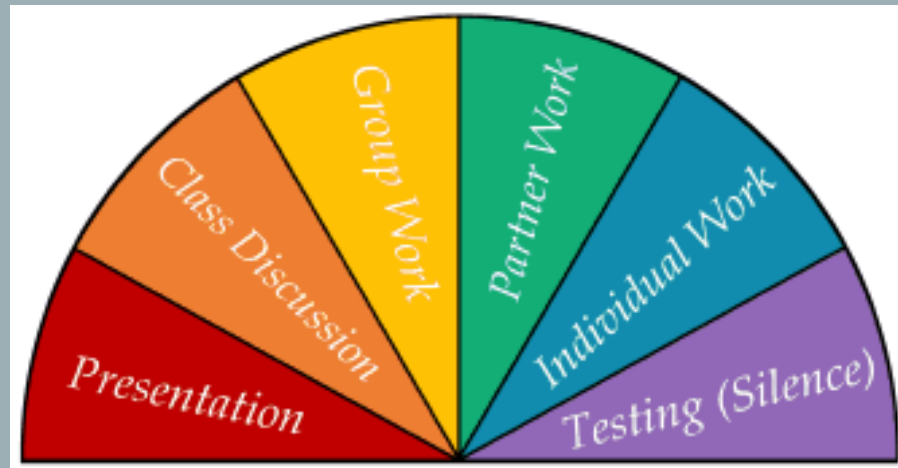 Presentation
Class Discussion
Group Work
Partner Work
Individual Work
Testing (Silence)